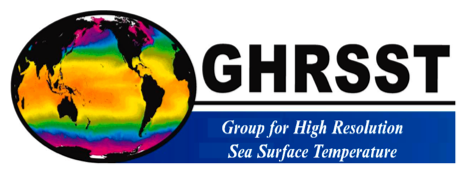 GHRSST
Group for High Resolution
Sea Surface Temperature